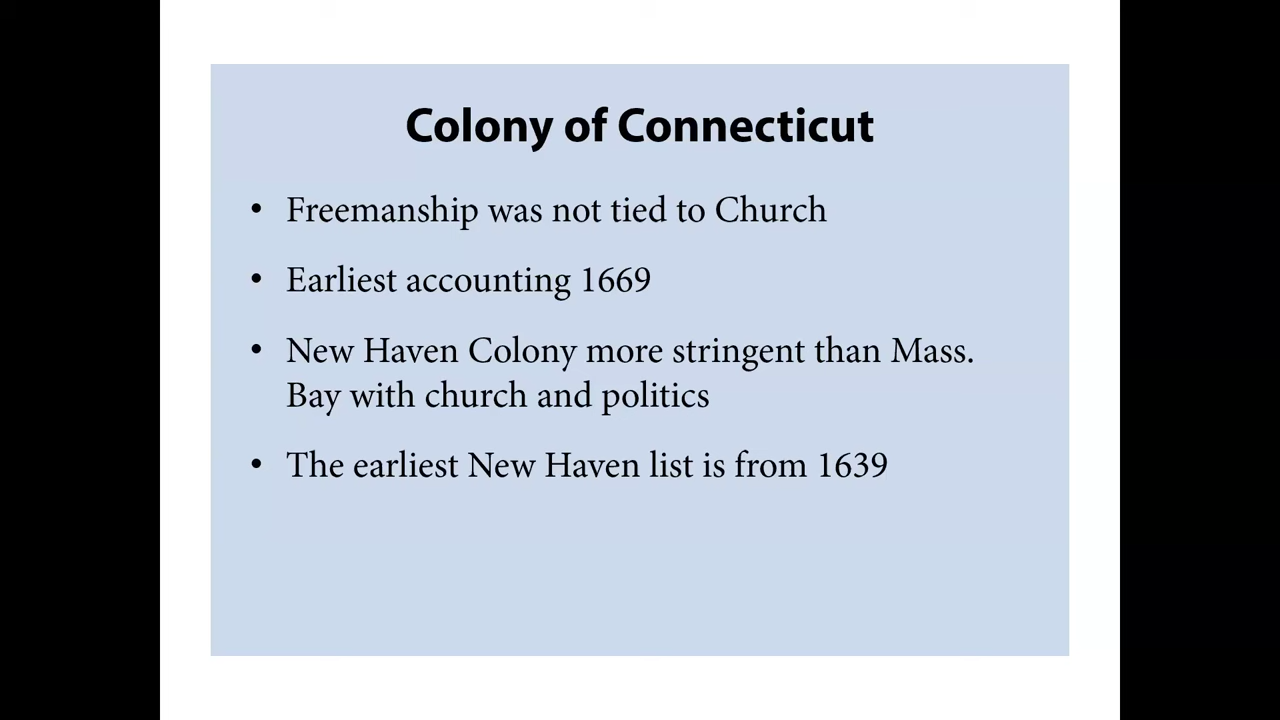 Colony of Connecticut
• Freemanship was not tied to Church
• Earliest accounting 1669
• New Haven Colony more stringent than Mass.
Bay with church and politics
• The earliest New Haven list is from 1639